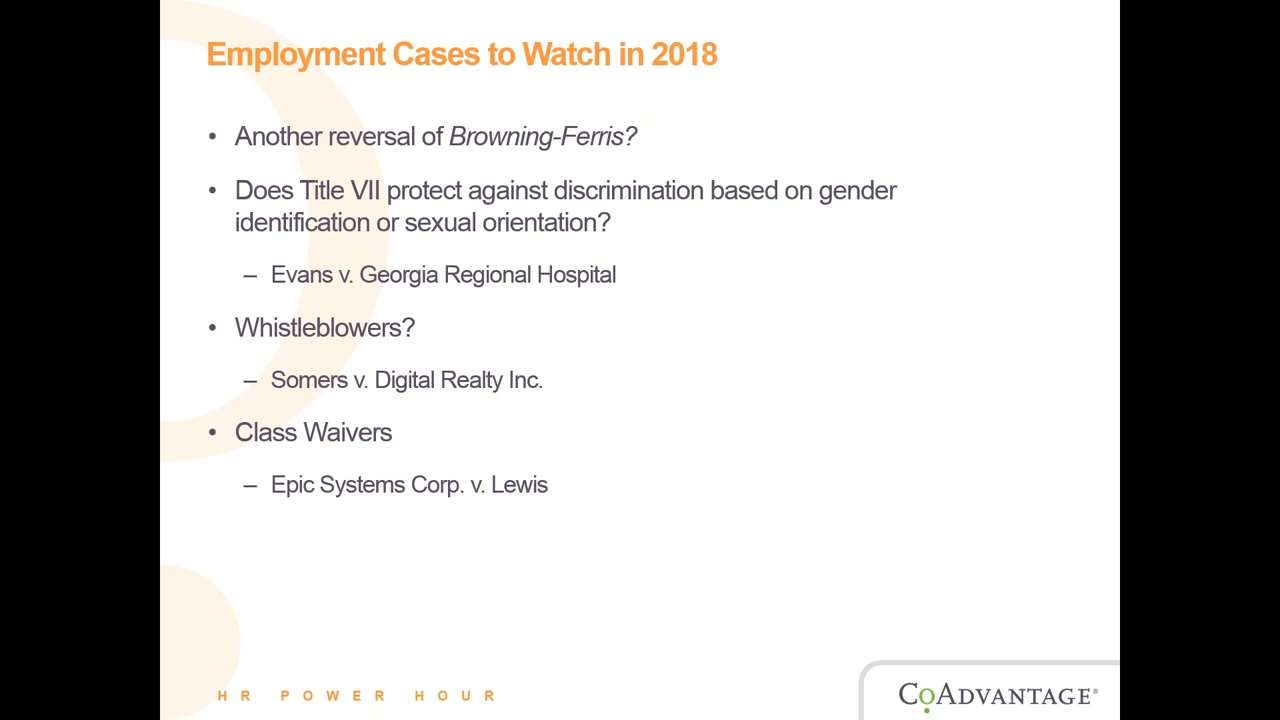 Employment Cases to Watch in 2018
• Another reversal of Browning-Ferris?
• Does Title VII protect against discrimination based on gender
identification or sexual orientation?
– Evans v. Georgia Regional Hospital
• Whistleblowers?
– Somers v. Digital Realty Inc.
• Class Waivers
– Epic Systems Corp. v. Lewis
HR POWER HOUR
CoAdvantage®